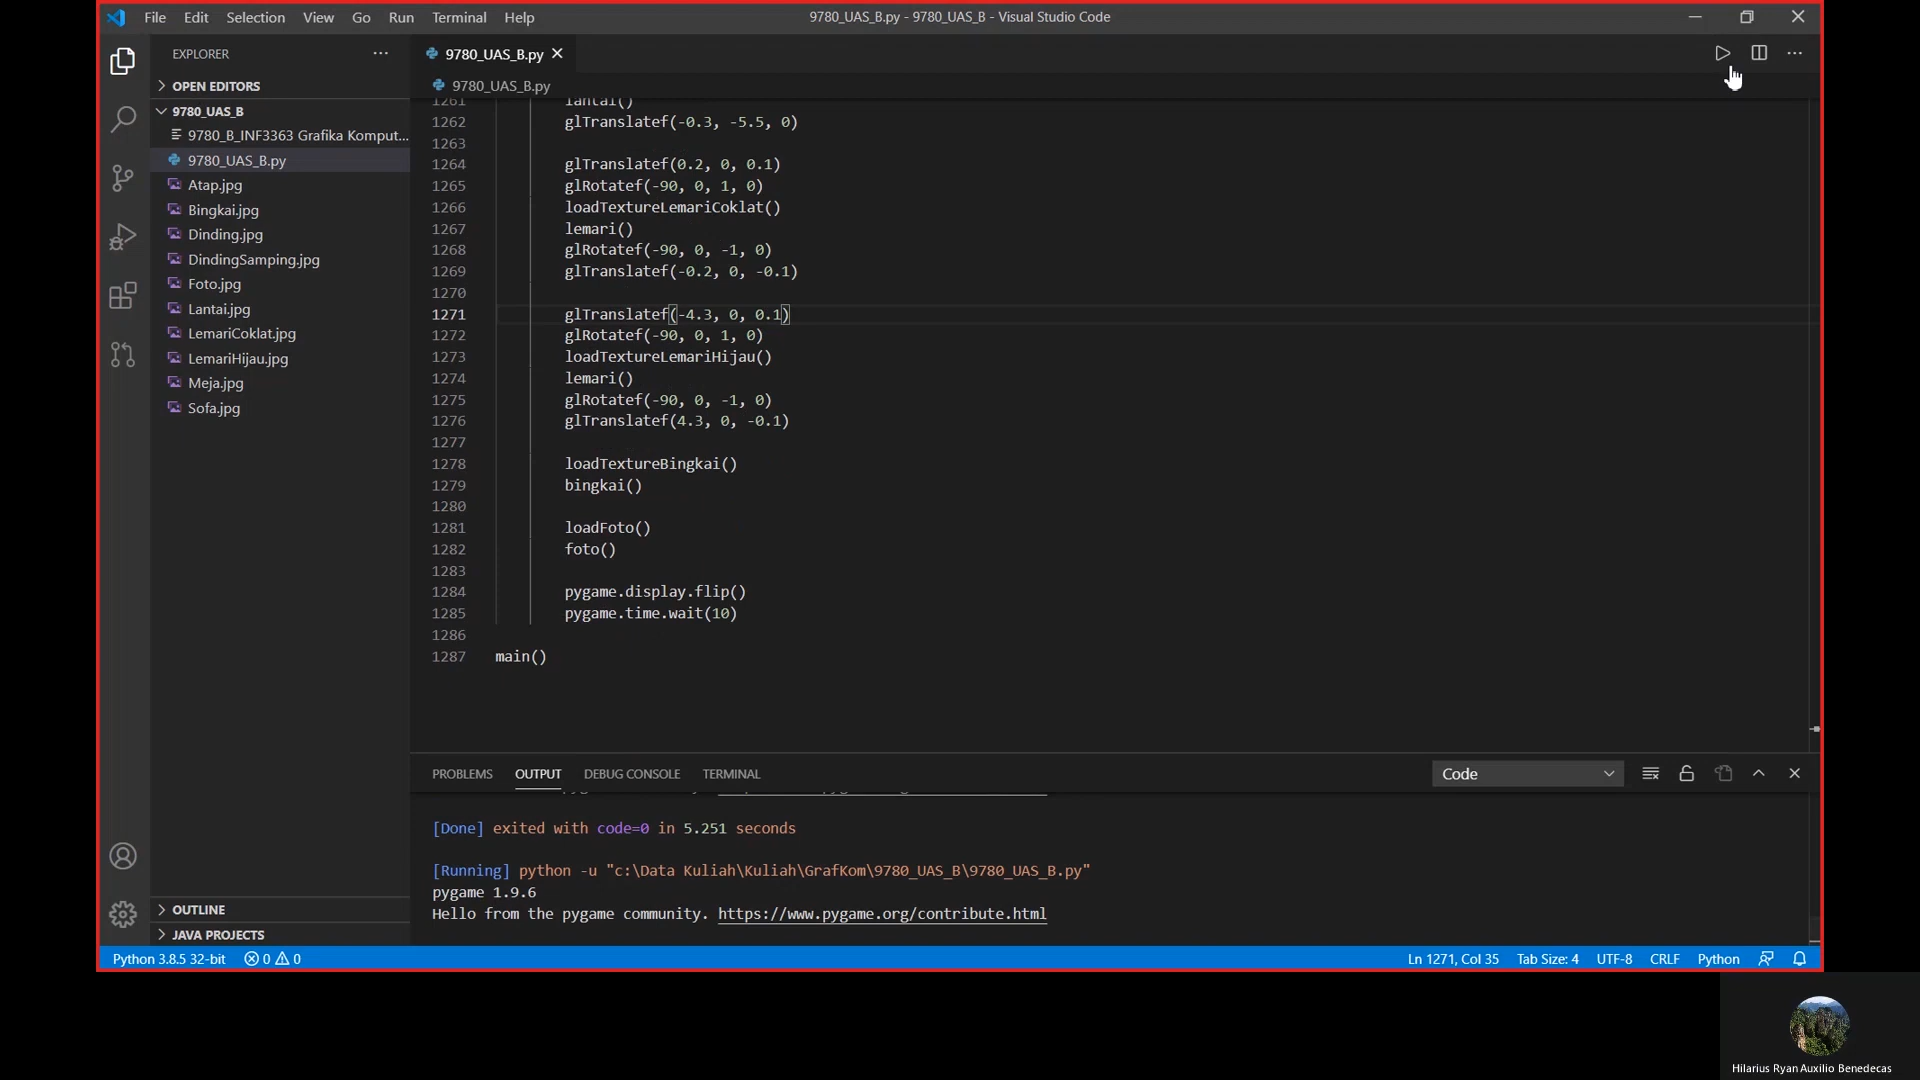 File Edit Selection View Go Run Terminal Help
9780_UAS_B.py - 9780_UAS_B - Visual Studio Code
EXPLORER
OPEN EDITORS
9780_UAS_B
9780_B_INF3363 Grafika Komput...
9780_UAS_B.py
Atap.jpg
Bingkai.jpg
Dinding.jpg
DindingSamping.jpg
Foto.jpg
Lantai.jpg
LemariCoklat.jpg
LemariHijau.jpg
Meja.jpg
Sofa.jpg
OUTLINE
JAVA PROJECTS
9780_UAS_B.py
9780_UAS_B.py
1261 lantai()
1262 glTranslatef(-0.3, -5.5, 0)
1263
1264 glTranslatef(0.2, 0, 0.1)
1265 glRotatef(-90, 0, 1, 0)
1266 loadTextureLemariCoklat()
1267 lemari()
1268 glRotatef(-90, 0, -1, 0)
1269 glTranslatef(-0.2, 0, -0.1)
1270
1271 glTranslatef(-4.3, 0, 0.1)
1272 glRotatef(-90, 0, 1, 0)
1273 loadTextureLemariHijau()
1274 lemari()
1275 glRotatef(-90, 0, -1, 0)
1276 glTranslatef(4.3, 0, -0.1)
1277
1278 loadTextureBingkai()
1279 bingkai()
1280
1281 loadFoto()
1282 foto()
1283
1284 pygame.display.flip()
1285 pygame.time.wait(10)
1286
1287 main()
PROBLEMS OUTPUT DEBUG CONSOLE TERMINAL
Code
[Done] exited with code=0 in 5.251 seconds
[Running] python -u "c:\Data Kuliah\Kuliah\GrafKom\9780_UAS_B\9780_UAS_B.py"
pygame 1.9.6
Hello from the pygame community. https://www.pygame.org/contribute.html
Python 3.8.5 32-bit 0 0
Ln 1271, Col 35 Tab Size: 4 UTF-8 CRLF Python
Hilarius Ryan Auxilio Benedecas